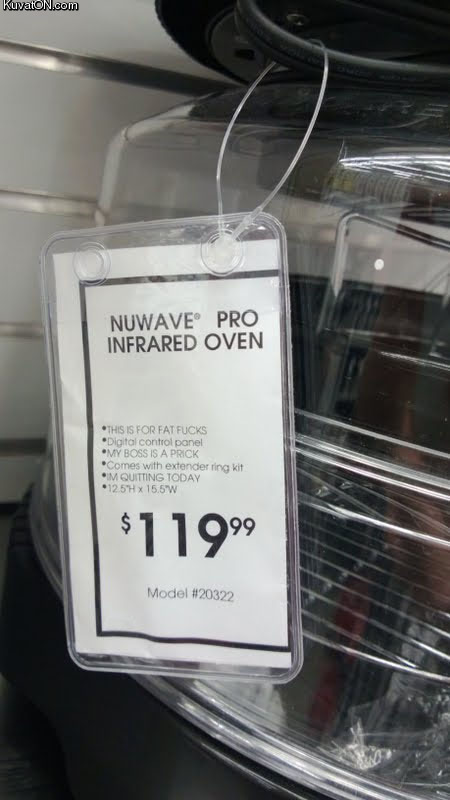 KuvatON.com
NUWAVE® PRO
INFRARED OVEN
•THIS IS FOR FAT FUCKS
•Digital control panel
•MY BOSS IS A PRICK
•Comes with extender ring kit
•IM QUITTING TODAY
•12.5"H x 15.5"W
$119⁹⁹
Model #20322